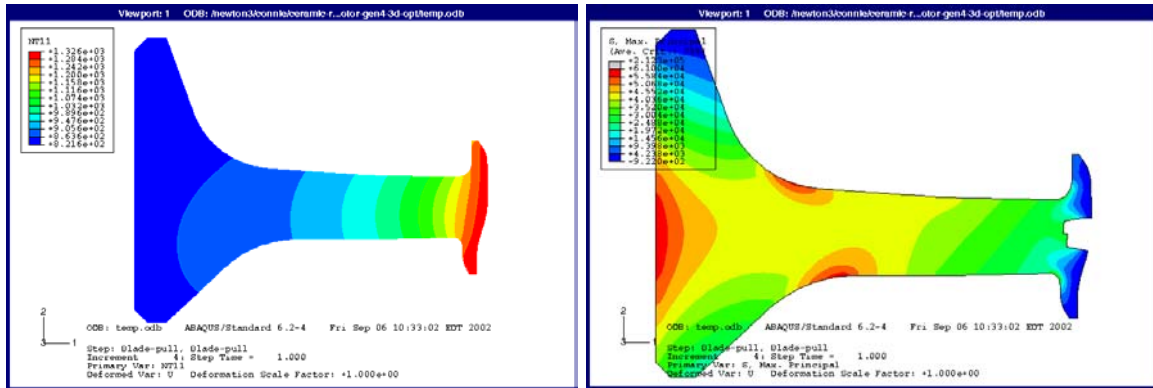 Viewport: 1 ODB: /newton3/connie/ceramic-r...otor-gen4-3d-opt/temp.odb
NT11
+1.326e+03
+1.284e+03
+1.242e+03
+1.200e+03
+1.158e+03
+1.116e+03
+1.074e+03
+1.032e+03
+9.896e+02
+9.476e+02
+9.056e+02
+8.636e+02
+8.216e+02
2
3
1
ODB: temp.odb ABAQUS/Standard 6.2-4 Fri Sep 06 10:33:02 EDT 2002
Step: Blade-pull, Blade-pull
Increment 4: Step Time = 1.000
Primary Var: NT11
Deformed Var: U Deformation Scale Factor: +1.000e+00
Viewport: 1 ODB: /newton3/connie/ceramic-r...otor-gen4-3d-opt/temp.odb
S, Max. Principal
(Ave. Crit.:
+6.100e+04
+5.584e+04
+5.068e+04
+4.552e+04
+4.036e+04
+3.520e+04
+3.004e+04
+2.488e+04
+1.972e+04
+1.456e+04
+9.398e+03
+4.238e+03
-9.220e+02
2
3
1
ODB: temp.odb ABAQUS/Standard 6.2-4 Fri Sep 06 10:33:02 EDT 2002
Step: Blade-pull, Blade-pull
Increment 4: Step Time = 1.000
Primary Var: S, Max. Principal
Deformed Var: U Deformation Scale Factor: +1.000e+00